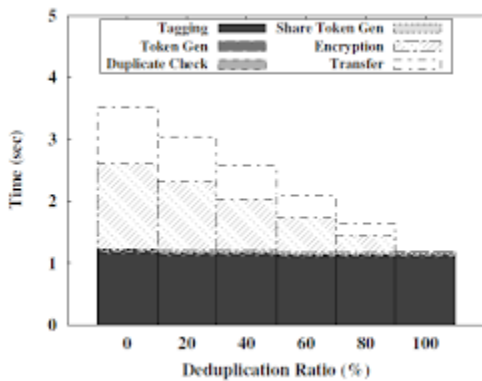 5
Tagging Share Token Gen
Token Gen Encryption
Duplicate Check Transfer
4
3
2
1
0
Time (sec)
0 20 40 60 80 100
Deduplication Ratio (%)